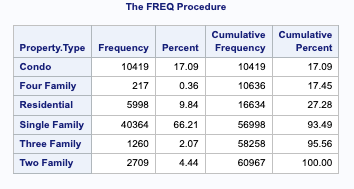 The FREQ Procedure
Cumulative Cumulative
Property.Type Frequency Percent Frequency Percent
Condo 10419 17.09 10419 17.09
Four Family 217 0.36 10636 17.45
Residential 5998 9.84 16634 27.28
Single Family 40364 66.21 56998 93.49
Three Family 1260 2.07 58258 95.56
Two Family 2709 4.44 60967 100.00